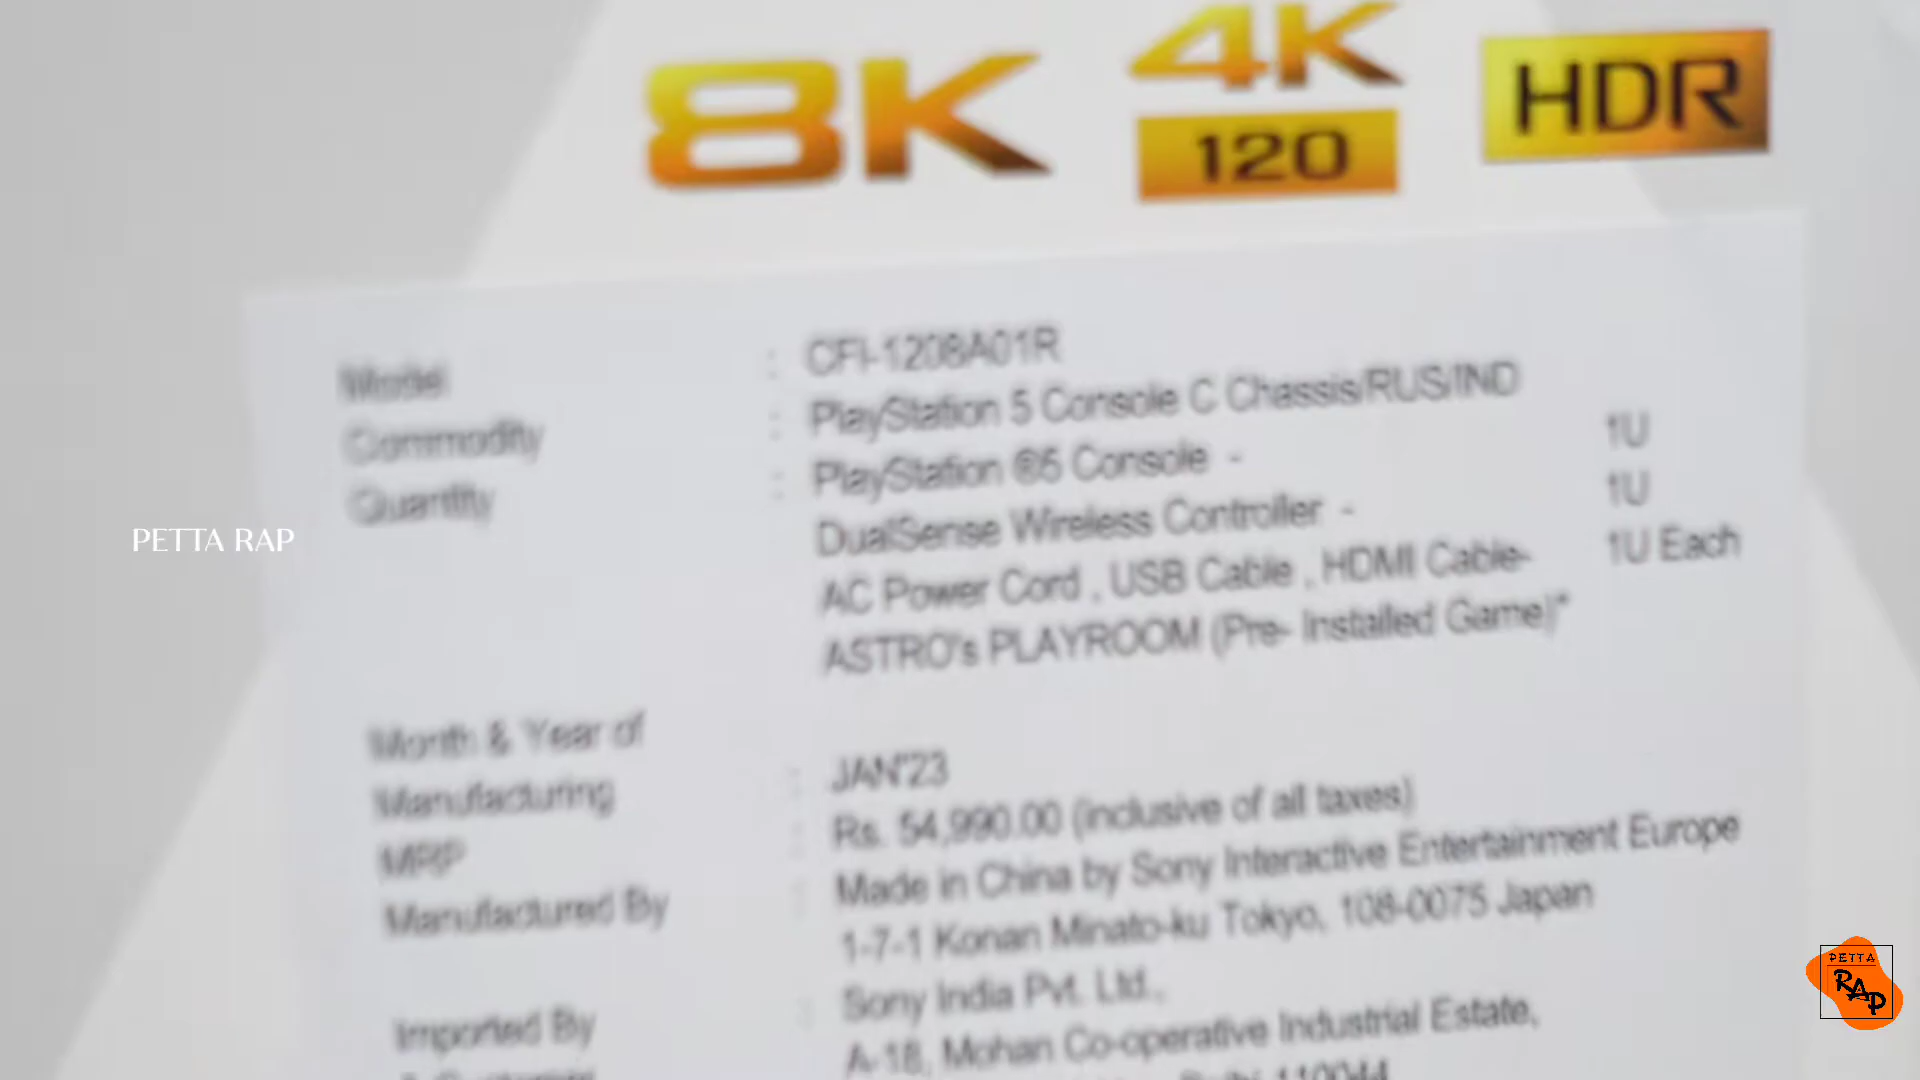 8K
4K
120
HDR
Model : CFI-1208A01R
Commodity : PlayStation 5 Console C Chassis/RUS/IND
Quantity : PlayStation ®5 Console - 1U
DualSense Wireless Controller - 1U
AC Power Cord , USB Cable , HDMI Cable- 1U Each
ASTRO's PLAYROOM (Pre- Installed Game)*
Month & Year of
Manufacturing : JAN'23
MRP : Rs. 54,990.00 (inclusive of all taxes)
Manufactured By : Made in China by Sony Interactive Entertainment Europe
1-7-1 Konan Minato-ku Tokyo, 108-0075 Japan
Imported By : Sony India Pvt. Ltd.,
A-18, Mohan Co-operative Industrial Estate,
Delhi 110044
PETTA RAP
PETTA
RAP